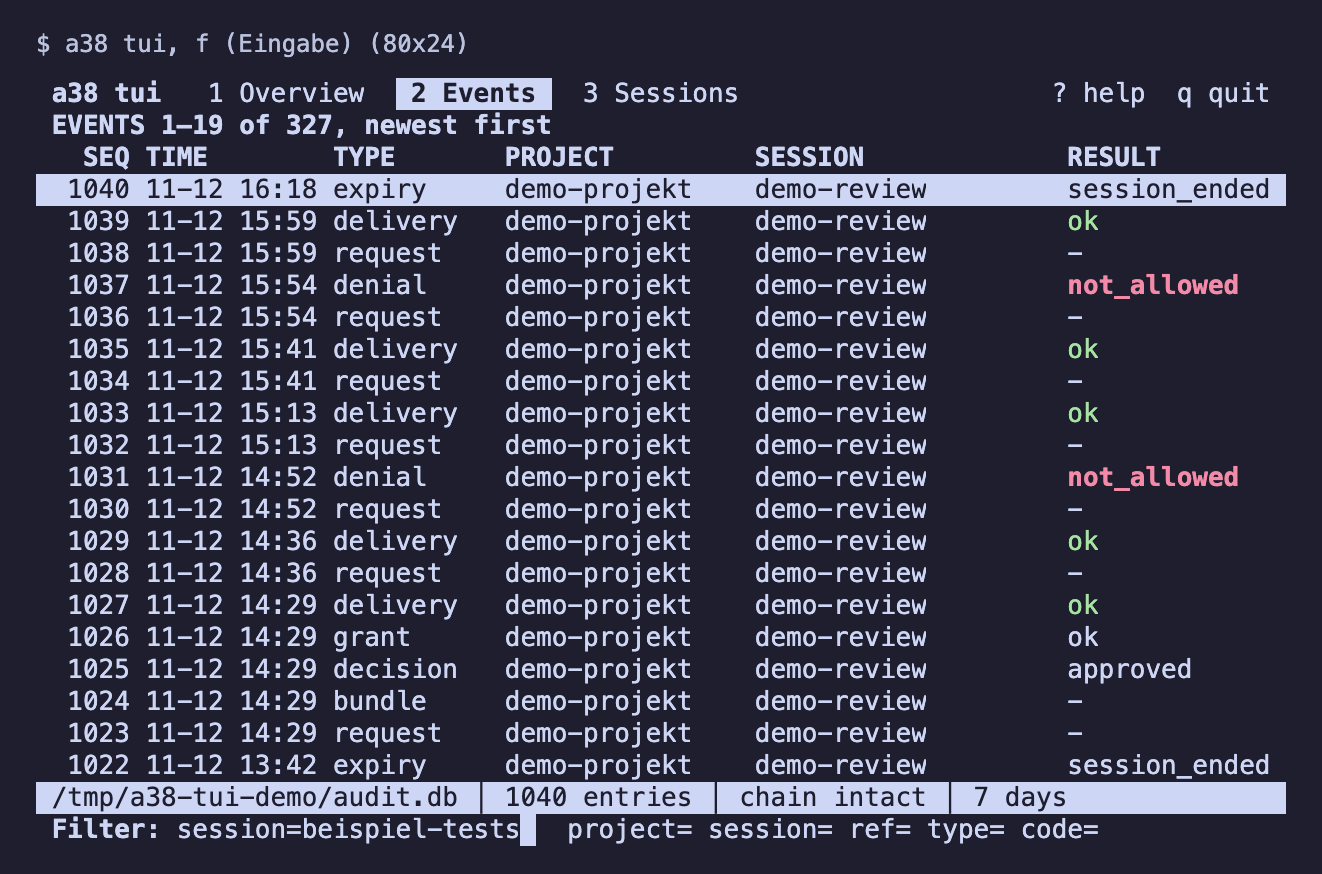 $ a38 tui, f (Eingabe) (80x24)
a38 tui 1 Overview 2 Events 3 Sessions ? help q quit
EVENTS 1–19 of 327, newest first
SEQ TIME TYPE PROJECT SESSION RESULT
1040 11-12 16:18 expiry demo-projekt demo-review session_ended
1039 11-12 15:59 delivery demo-projekt demo-review ok
1038 11-12 15:59 request demo-projekt demo-review –
1037 11-12 15:54 denial demo-projekt demo-review not_allowed
1036 11-12 15:54 request demo-projekt demo-review –
1035 11-12 15:41 delivery demo-projekt demo-review ok
1034 11-12 15:41 request demo-projekt demo-review –
1033 11-12 15:13 delivery demo-projekt demo-review ok
1032 11-12 15:13 request demo-projekt demo-review –
1031 11-12 14:52 denial demo-projekt demo-review not_allowed
1030 11-12 14:52 request demo-projekt demo-review –
1029 11-12 14:36 delivery demo-projekt demo-review ok
1028 11-12 14:36 request demo-projekt demo-review –
1027 11-12 14:29 delivery demo-projekt demo-review ok
1026 11-12 14:29 grant demo-projekt demo-review ok
1025 11-12 14:29 decision demo-projekt demo-review approved
1024 11-12 14:29 bundle demo-projekt demo-review –
1023 11-12 14:29 request demo-projekt demo-review –
1022 11-12 13:42 expiry demo-projekt demo-review session_ended
/tmp/a38-tui-demo/audit.db │ 1040 entries │ chain intact │ 7 days
Filter: session=beispiel-tests project= session= ref= type= code=